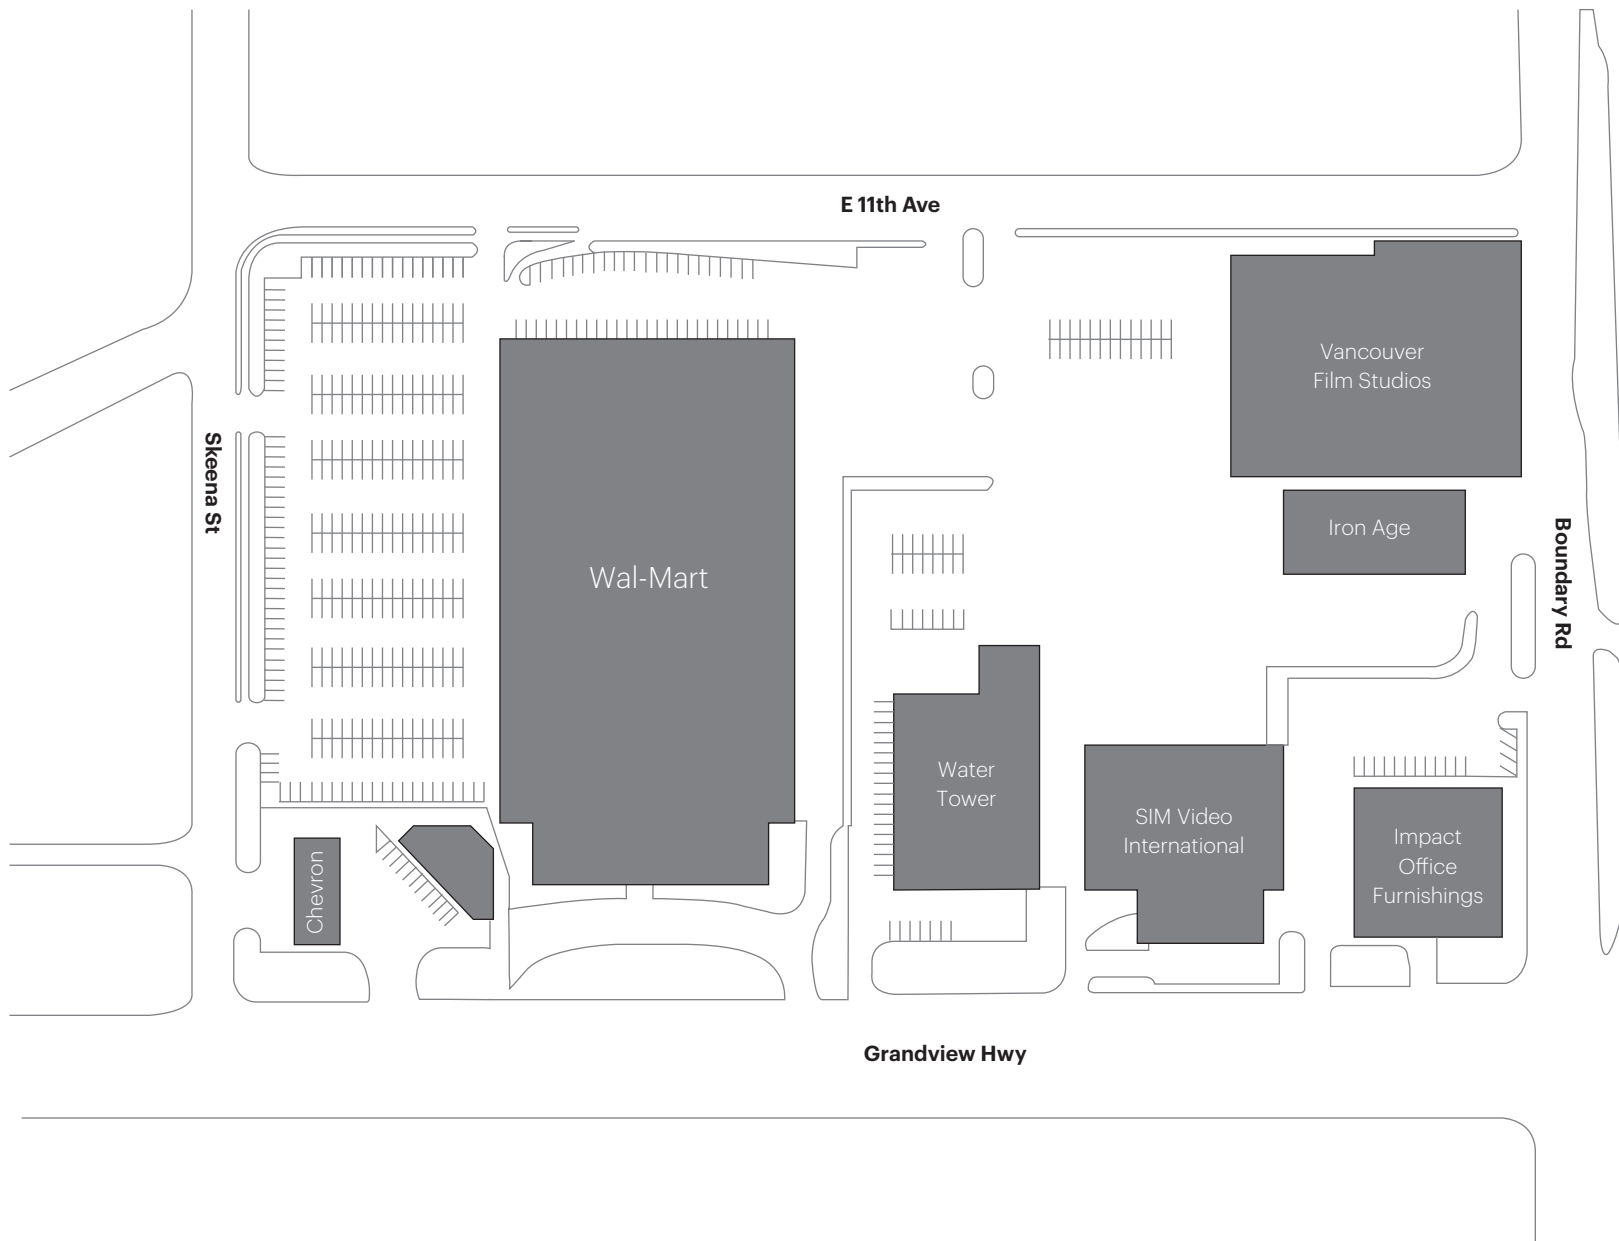 E 11th Ave
Vancouver
Film Studios
Skeena St
Iron Age
Boundary Rd
Wal-Mart
Water
Tower
SIM Video
International
Impact
Office
Furnishings
Chevron
Grandview Hwy